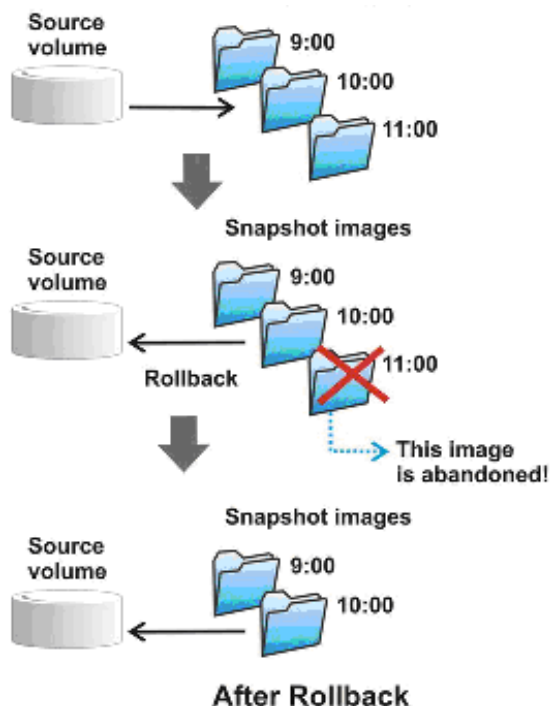 Source
volume
9:00
10:00
11:00
Snapshot images
Source
volume
9:00
10:00
11:00
Rollback
This image
is abandoned!
Snapshot images
Source
volume
9:00
10:00
After Rollback